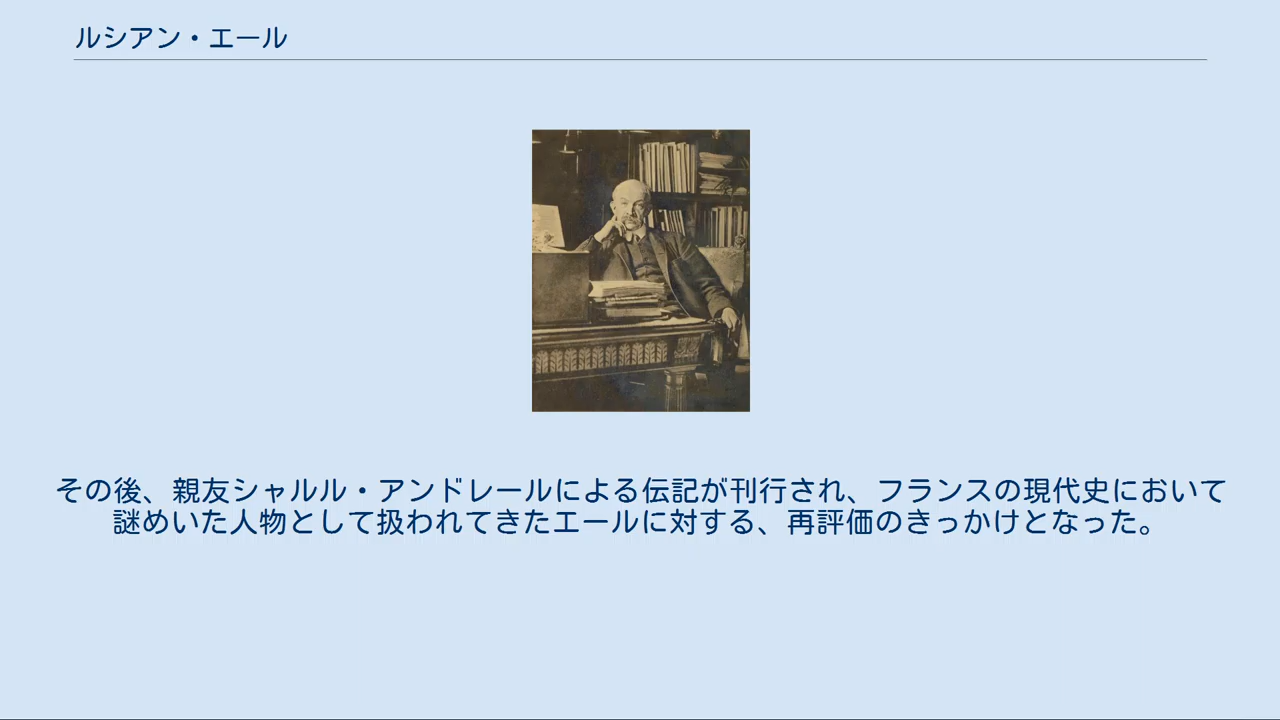 ルシアン・エール
その後、親友シャルル・アンドレールによる伝記が刊行され、フランスの現代史において
謎めいた人物として扱われてきたエールに対する、再評価のきっかけとなった。